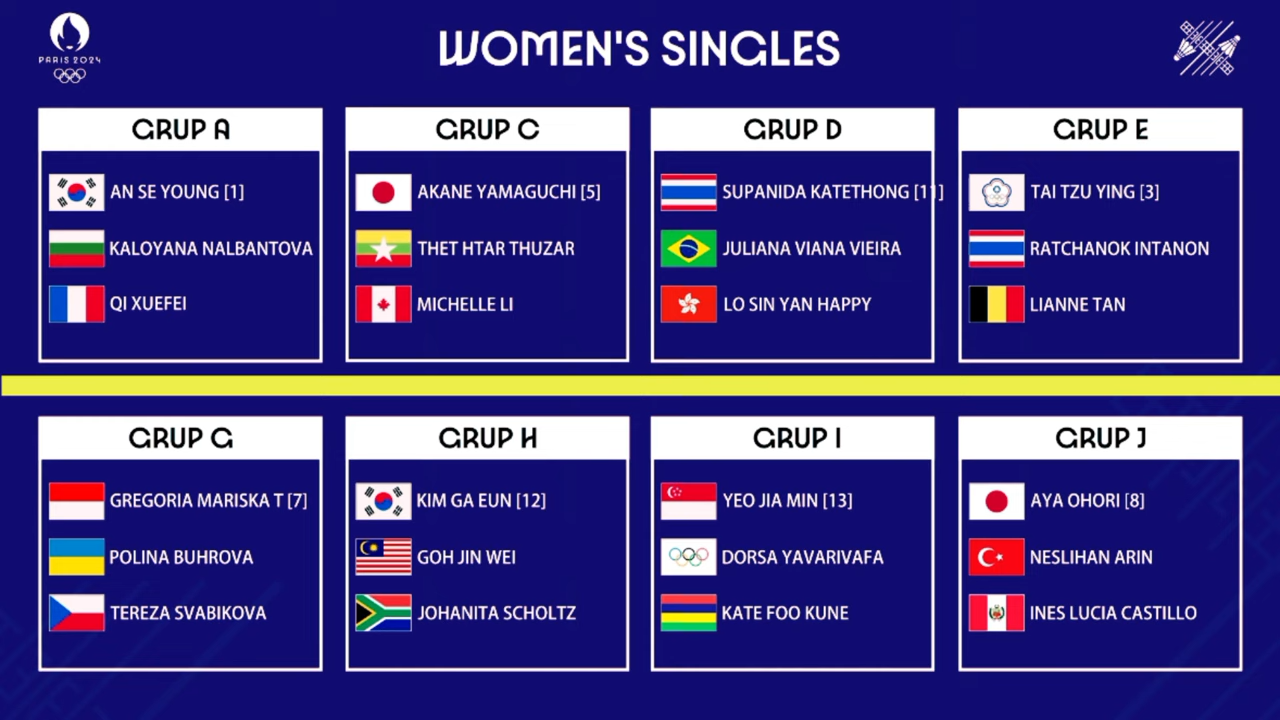 PARIS 2024
WOMEN'S SINGLES
GRUP A
AN SE YOUNG [1]
KALOYANA NALBANTOVA
QI XUEFEI
GRUP C
AKANE YAMAGUCHI [5]
THET HTAR THUZAR
MICHELLE LI
GRUP D
SUPANIDA KATETHONG [11]
JULIANA VIANA VIEIRA
LO SIN YAN HAPPY
GRUP E
TAI TZU YING [3]
RATCHANOK INTANON
LIANNE TAN
GRUP G
GREGORIA MARISKA T [7]
POLINA BUHROVA
TEREZA SVABIKOVA
GRUP H
KIM GA EUN [12]
GOH JIN WEI
JOHANITA SCHOLTZ
GRUP I
YEO JIA MIN [13]
DORSA YAVARIVAFA
KATE FOO KUNE
GRUP J
AYA OHORI [8]
NESLIHAN ARIN
INES LUCIA CASTILLO